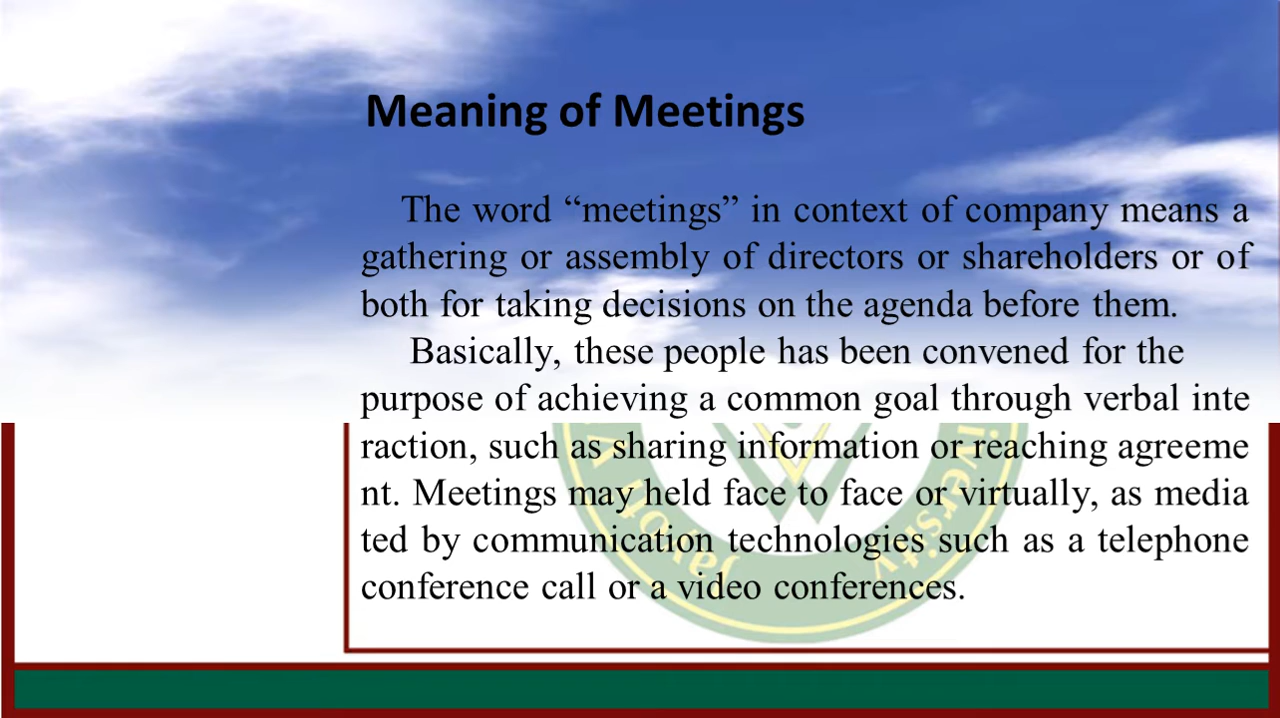 Meaning of Meetings
The word “meetings” in context of company means a
gathering or assembly of directors or shareholders or of
both for taking decisions on the agenda before them.
Basically, these people has been convened for the
purpose of achieving a common goal through verbal inte
raction, such as sharing information or reaching agreeme
nt. Meetings may held face to face or virtually, as media
ted by communication technologies such as a telephone
conference call or a video conferences.